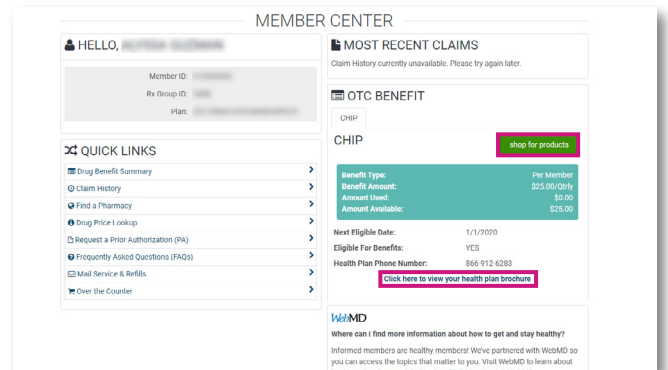 MEMBER CENTER
HELLO,
Member ID:
Rx Group ID:
Plan:
QUICK LINKS
Drug Benefit Summary
Claim History
Find a Pharmacy
Drug Price Lookup
Request a Prior Authorization (PA)
Frequently Asked Questions (FAQs)
Mail Service & Refills
Over the Counter
MOST RECENT CLAIMS
Claim History currently unavailable. Please try again later.
OTC BENEFIT
CHIP
CHIP
shop for products
Benefit Type: Per Member
Benefit Amount: $25.00/Qtrly
Amount Used: $0.00
Amount Available: $25.00
Next Eligible Date: 1/1/2020
Eligible For Benefits: YES
Health Plan Phone Number: 866-912-6283
Click here to view your health plan brochure
WebMD
Where can I find more information about how to get and stay healthy?
Informed members are healthy members! We've partnered with WebMD so
you can access the topics that matter to you. Visit WebMD to learn about